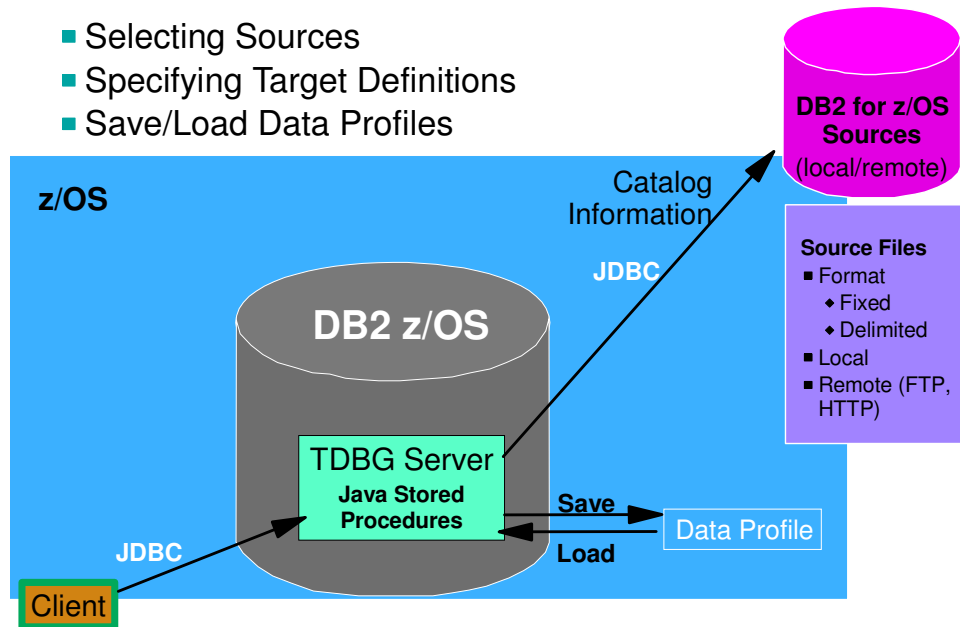 Selecting Sources
Specifying Target Definitions
Save/Load Data Profiles
DB2 for z/OS
Sources
(local/remote)
z/OS
Catalog
Information
JDBC
Source Files
Format
Fixed
Delimited
Local
Remote (FTP,
HTTP)
DB2 z/OS
TDBG Server
Java Stored
Procedures
Save
Load
Data Profile
JDBC
Client